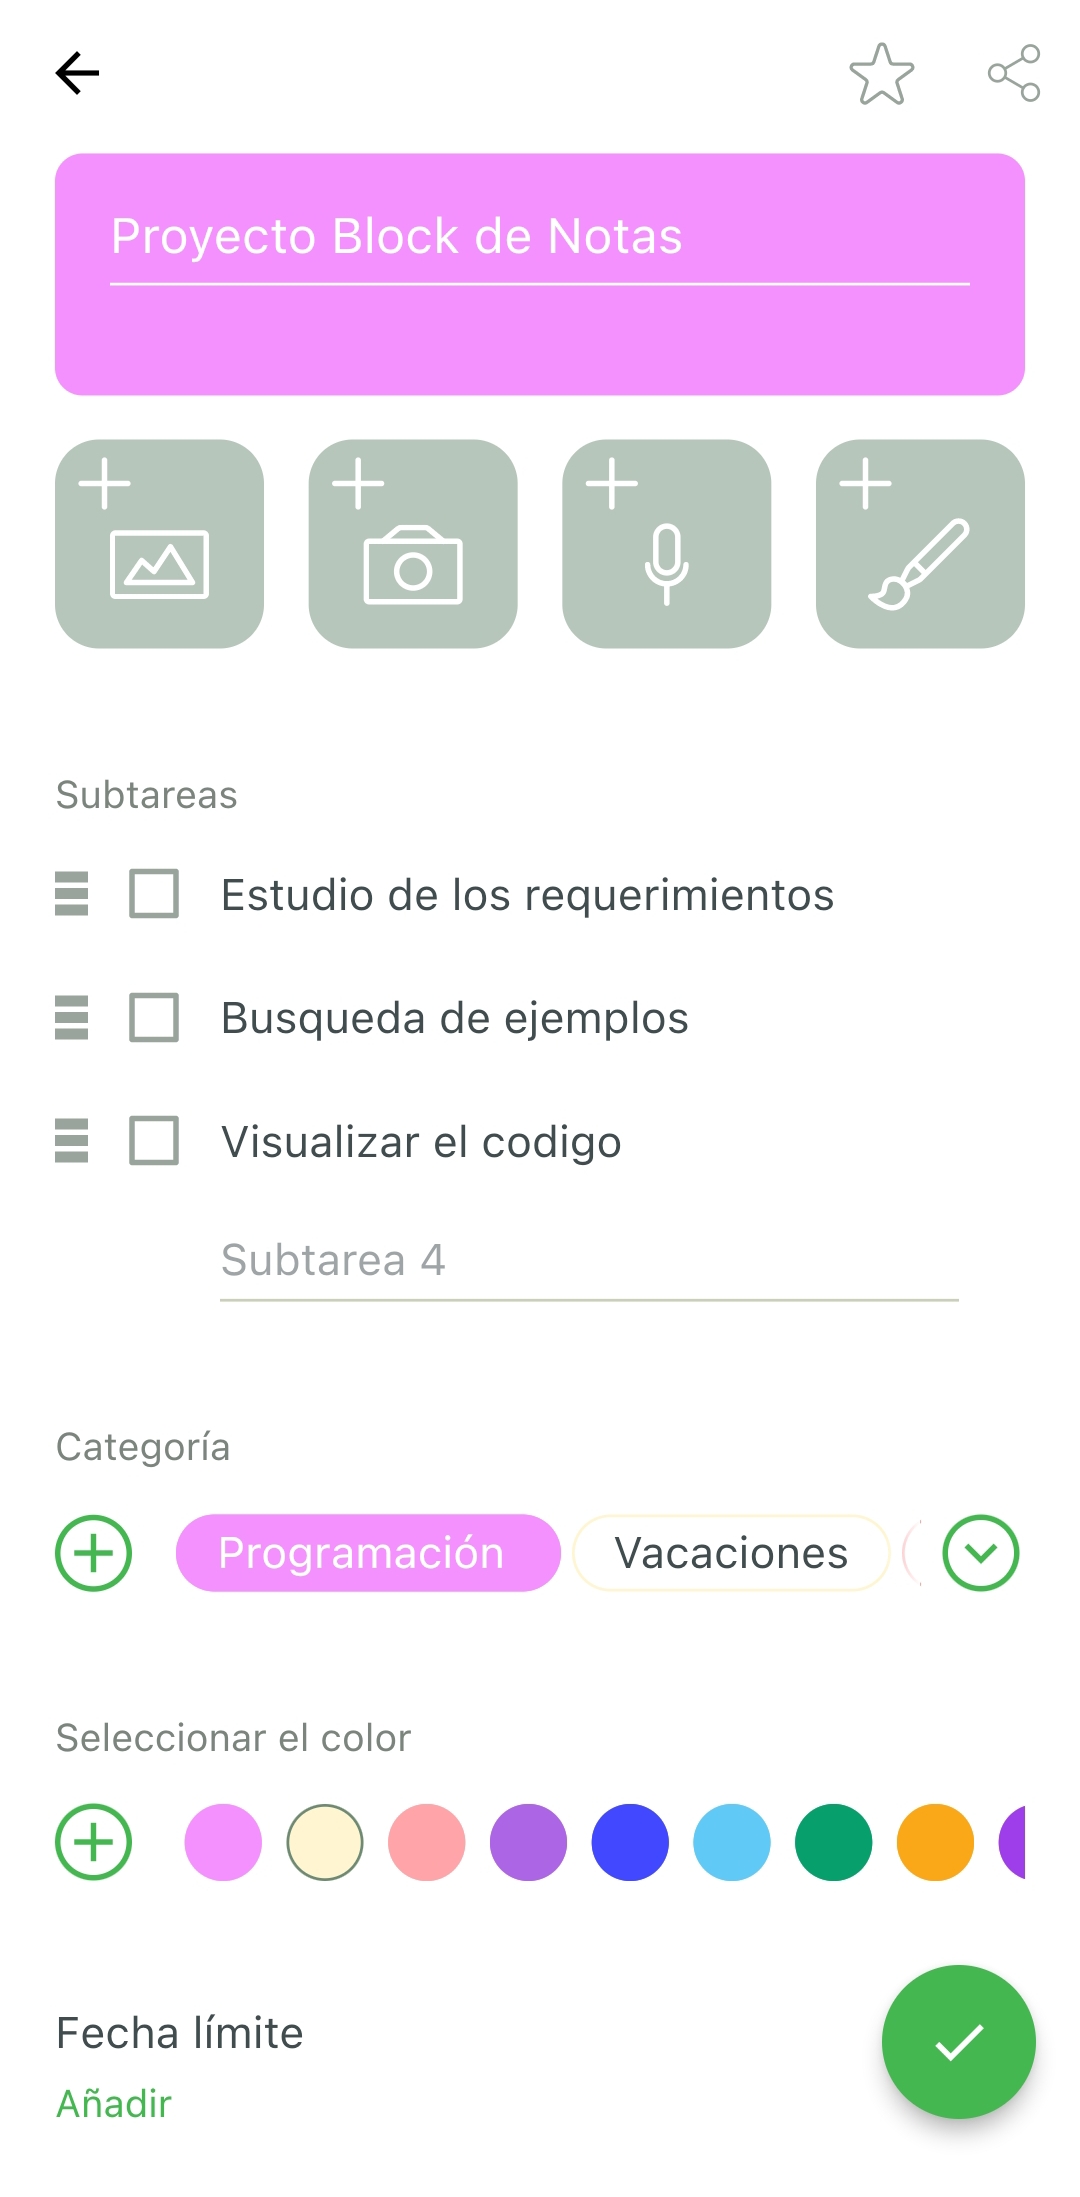 Proyecto Block de Notas
Subtareas
Estudio de los requerimientos
Busqueda de ejemplos
Visualizar el codigo
Subtarea 4
Categoría
Programación Vacaciones
Seleccionar el color
Fecha límite
Añadir